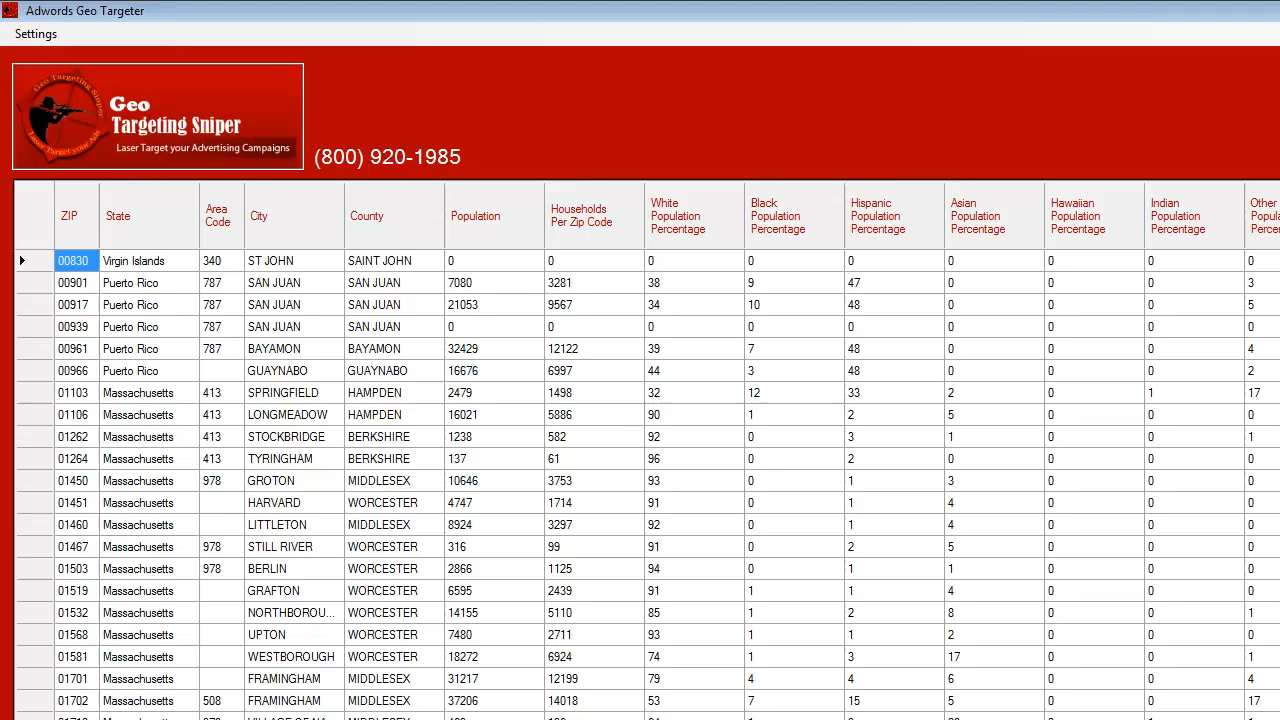 Adwords Geo Targeter
Settings
Geo Targeting Sniper
Geo
Targeting Sniper
Laser Target your Advertising Campaigns
Laser Target your Ads
(800) 920-1985
ZIP State Area Code City County Population Households Per Zip Code White Population Percentage Black Population Percentage Hispanic Population Percentage Asian Population Percentage Hawaiian Population Percentage Indian Population Percentage Other
00830 Virgin Islands 340 ST JOHN SAINT JOHN 0 0 0 0 0 0 0 0 0
00901 Puerto Rico 787 SAN JUAN SAN JUAN 7080 3281 38 9 47 0 0 0 3
00917 Puerto Rico 787 SAN JUAN SAN JUAN 21053 9567 34 10 48 0 0 0 5
00939 Puerto Rico 787 SAN JUAN SAN JUAN 0 0 0 0 0 0 0 0 0
00961 Puerto Rico 787 BAYAMON BAYAMON 32429 12122 39 7 48 0 0 0 4
00966 Puerto Rico GUAYNABO GUAYNABO 16676 6997 44 3 48 0 0 0 2
01103 Massachusetts 413 SPRINGFIELD HAMPDEN 2479 1498 32 12 33 2 0 1 17
01106 Massachusetts 413 LONGMEADOW HAMPDEN 16021 5886 90 1 2 5 0 0 0
01262 Massachusetts 413 STOCKBRIDGE BERKSHIRE 1238 582 92 0 3 1 0 0 1
01264 Massachusetts 413 TYRINGHAM BERKSHIRE 137 61 96 0 2 0 0 0 0
01450 Massachusetts 978 GROTON MIDDLESEX 10646 3753 93 0 1 3 0 0 0
01451 Massachusetts HARVARD WORCESTER 4747 1714 91 0 1 4 0 0 0
01460 Massachusetts LITTLETON MIDDLESEX 8924 3297 92 0 1 4 0 0 0
01467 Massachusetts 978 STILL RIVER WORCESTER 316 99 91 0 2 5 0 0 0
01503 Massachusetts 978 BERLIN WORCESTER 2866 1125 94 0 1 1 0 0 0
01519 Massachusetts GRAFTON WORCESTER 6595 2439 91 1 1 4 0 0 0
01532 Massachusetts NORTHBOROU... WORCESTER 14155 5110 85 1 2 8 0 0 1
01568 Massachusetts UPTON WORCESTER 7480 2711 93 1 1 2 0 0 0
01581 Massachusetts WESTBOROUGH WORCESTER 18272 6924 74 1 3 17 0 0 1
01701 Massachusetts FRAMINGHAM MIDDLESEX 31217 12199 79 4 4 6 0 0 4
01702 Massachusetts 508 FRAMINGHAM MIDDLESEX 37206 14018 53 7 15 5 0 0 17